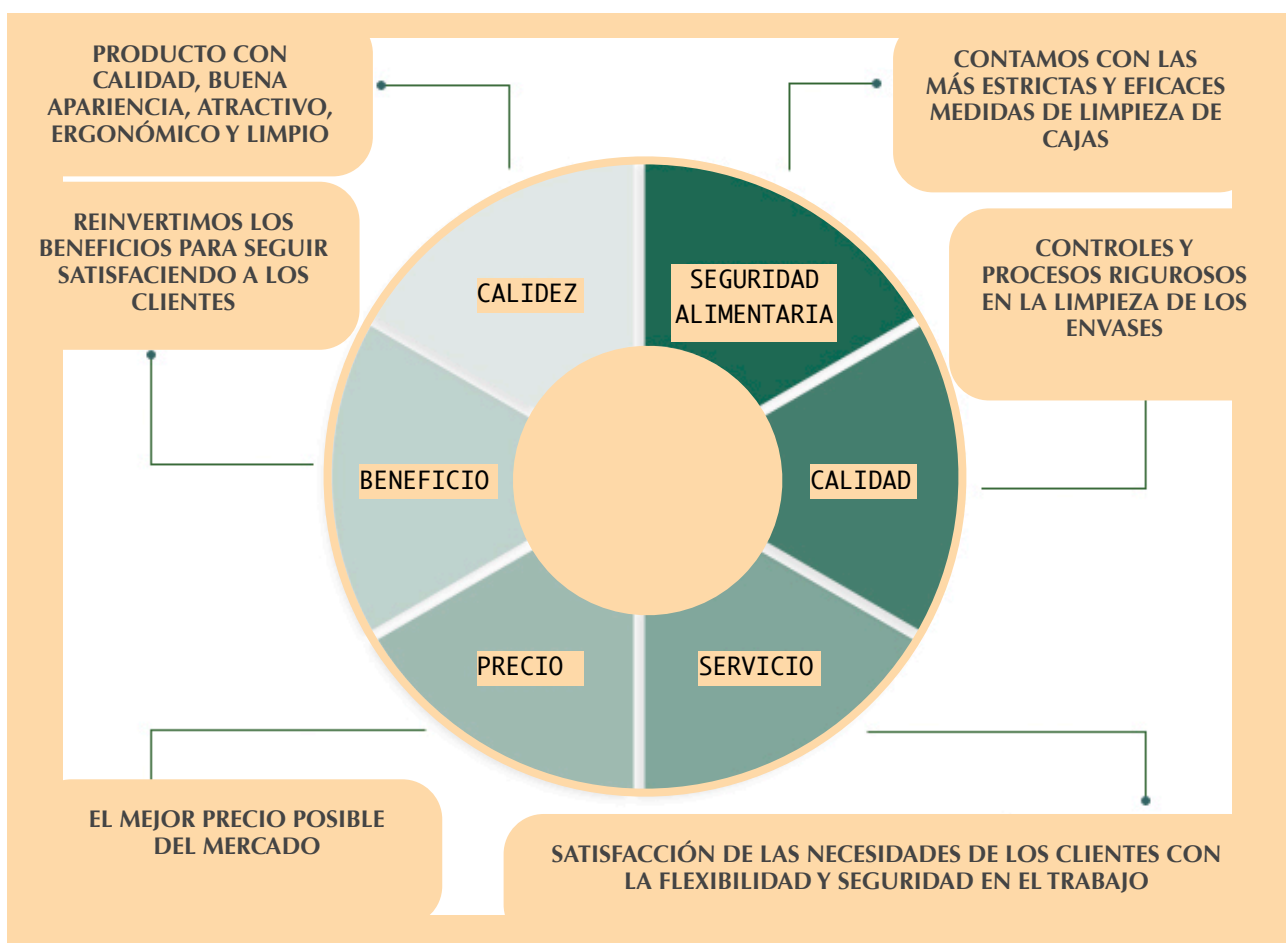 PRODUCTO CON
CALIDAD, BUENA
APARIENCIA, ATRACTIVO,
ERGONÓMICO Y LIMPIO
CONTAMOS CON LAS
MÁS ESTRICTAS Y EFICACES
MEDIDAS DE LIMPIEZA DE
CAJAS
REINVERTIMOS LOS
BENEFICIOS PARA SEGUIR
SATISFACIENDO A LOS
CLIENTES
CONTROLES Y
PROCESOS RIGUROSOS
EN LA LIMPIEZA DE LOS
ENVASES
CALIDEZ
SEGURIDAD
ALIMENTARIA
BENEFICIO
CALIDAD
PRECIO
SERVICIO
EL MEJOR PRECIO POSIBLE
DEL MERCADO
SATISFACCIÓN DE LAS NECESIDADES DE LOS CLIENTES CON
LA FLEXIBILIDAD Y SEGURIDAD EN EL TRABAJO